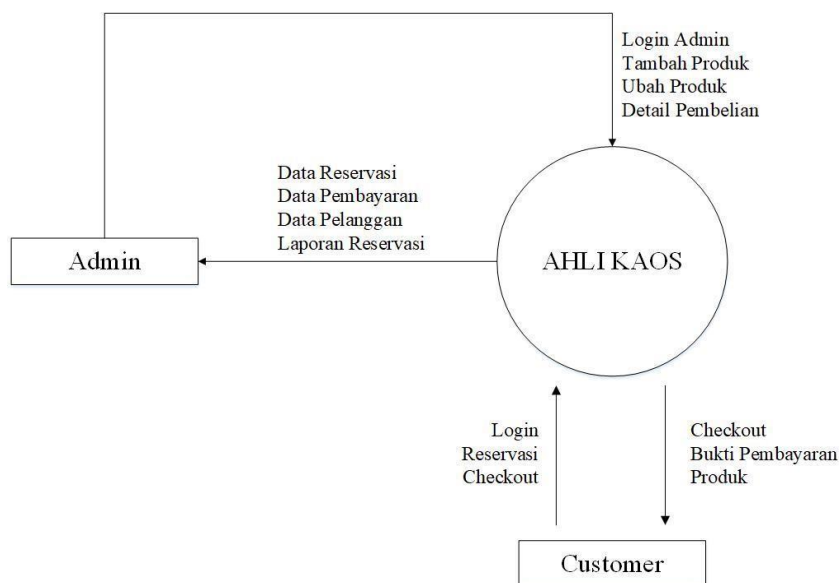 Login Admin
Tambah Produk
Ubah Produk
Detail Pembelian
Data Reservasi
Data Pembayaran
Data Pelanggan
Laporan Reservasi
Admin
AHLI KAOS
Login
Reservasi
Checkout
Checkout
Bukti Pembayaran
Produk
Customer